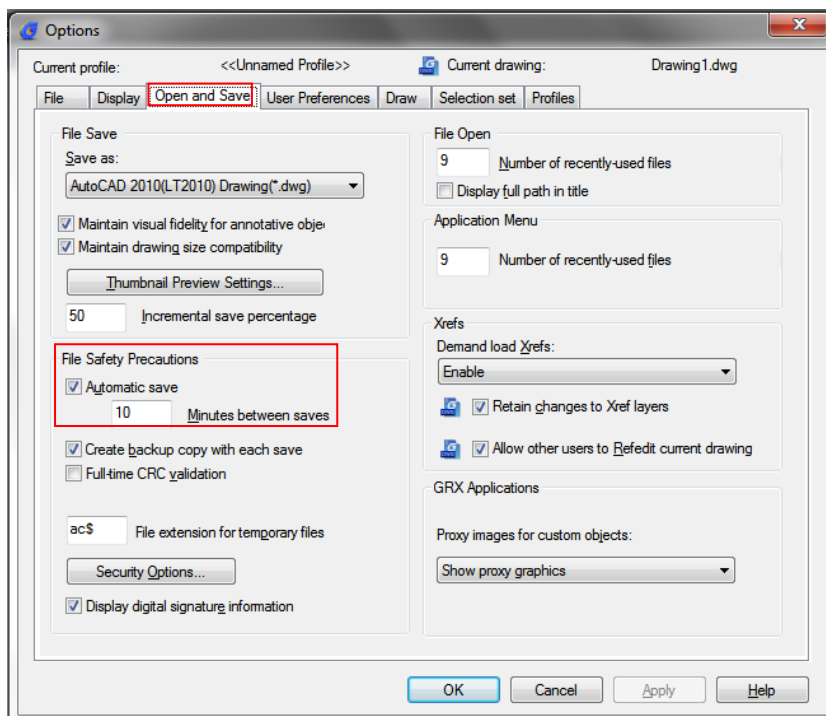 Options
Current profile: <<Unnamed Profile>> Current drawing: Drawing1.dwg
File Display Open and Save User Preferences Draw Selection set Profiles
File Save
Save as:
AutoCAD 2010(LT2010) Drawing(*.dwg)
Maintain visual fidelity for annotative obje
Maintain drawing size compatibility
Thumbnail Preview Settings...
50 Incremental save percentage
File Safety Precautions
Automatic save
10 Minutes between saves
Create backup copy with each save
Full-time CRC validation
ac$ File extension for temporary files
Security Options...
Display digital signature information
File Open
9 Number of recently-used files
Display full path in title
Application Menu
9 Number of recently-used files
Xrefs
Demand load Xrefs:
Enable
Retain changes to Xref layers
Allow other users to Refedit current drawing
GRX Applications
Proxy images for custom objects:
Show proxy graphics
OK Cancel Apply Help